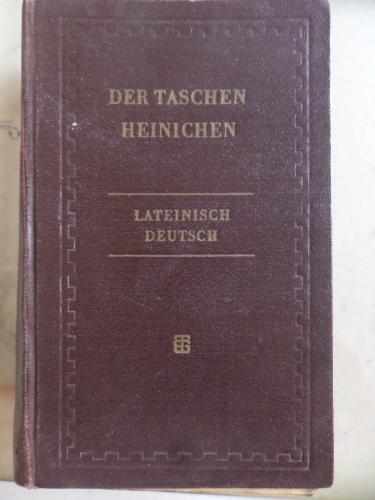 DER TASCHEN
HEINICHEN
LATEINISCH
DEUTSCH